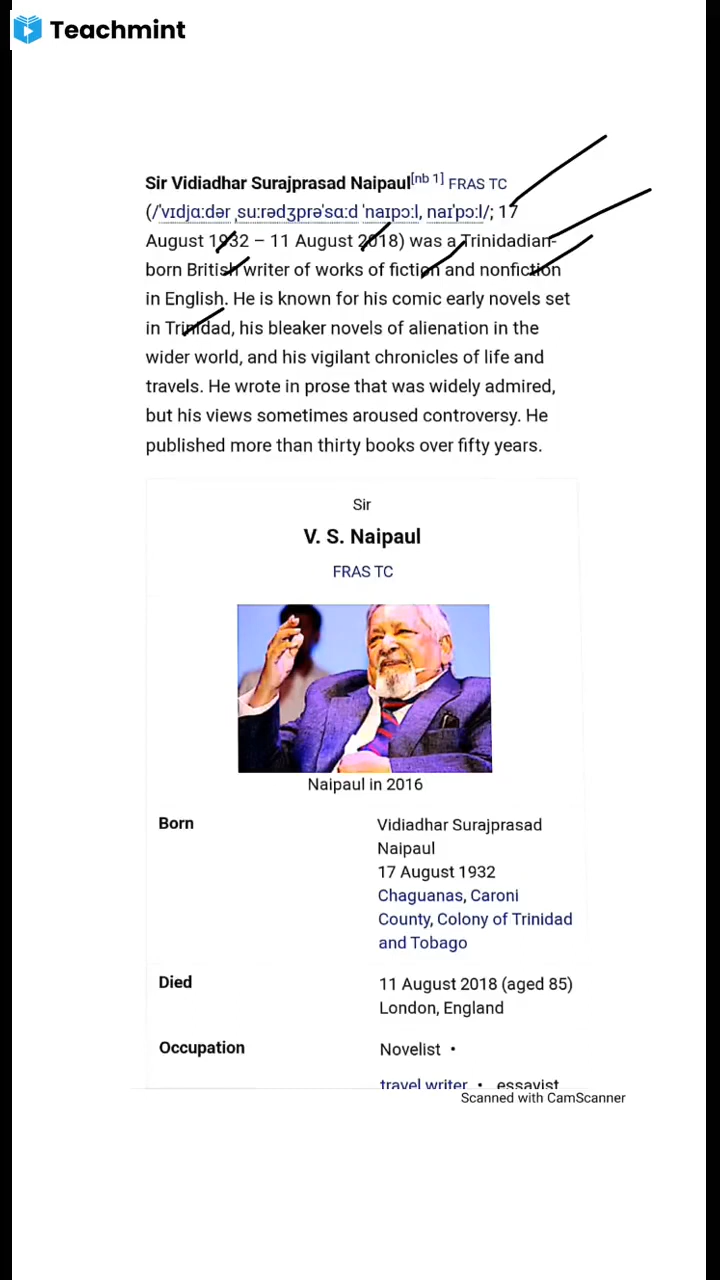 Teachmint
Sir Vidiadhar Surajprasad Naipaul[nb 1] FRAS TC
(/ˈvɪdjɑːdər ˌsuːrədʒprəˈsɑːd ˈnaɪpɔːl, naɪˈpɔːl/; 17
August 1932 – 11 August 2018) was a Trinidadian-
born British writer of works of fiction and nonfiction
in English. He is known for his comic early novels set
in Trinidad, his bleaker novels of alienation in the
wider world, and his vigilant chronicles of life and
travels. He wrote in prose that was widely admired,
but his views sometimes aroused controversy. He
published more than thirty books over fifty years.
Sir
V. S. Naipaul
FRAS TC
Naipaul in 2016
Born
Vidiadhar Surajprasad
Naipaul
17 August 1932
Chaguanas, Caroni
County, Colony of Trinidad
and Tobago
Died
11 August 2018 (aged 85)
London, England
Occupation
Novelist •
travel writer • essayist
Scanned with CamScanner